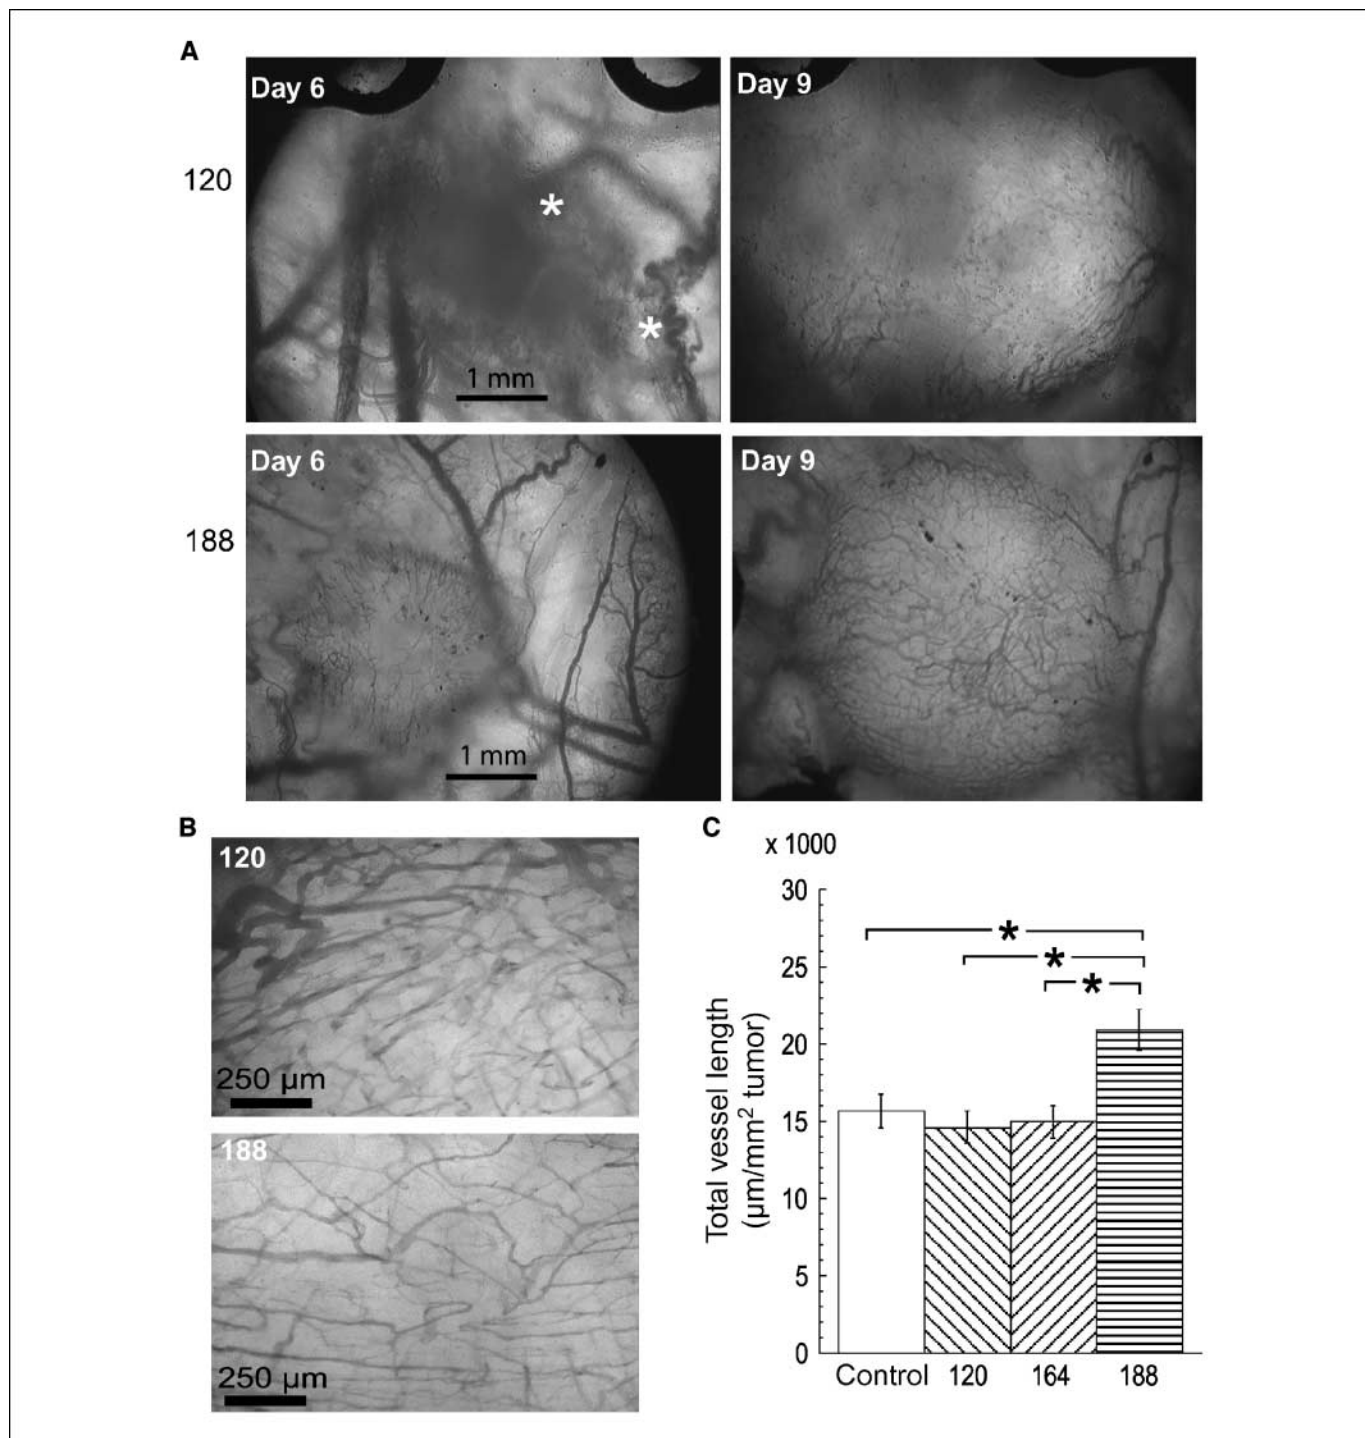 A
Day 6
Day 9
120
*
*
1 mm
Day 6
Day 9
188
1 mm
B
120
250 μm
188
250 μm
C
x 1000
30
25
20
15
10
5
0
Total vessel length
(μm/mm² tumor)
*
*
*
Control 120 164 188